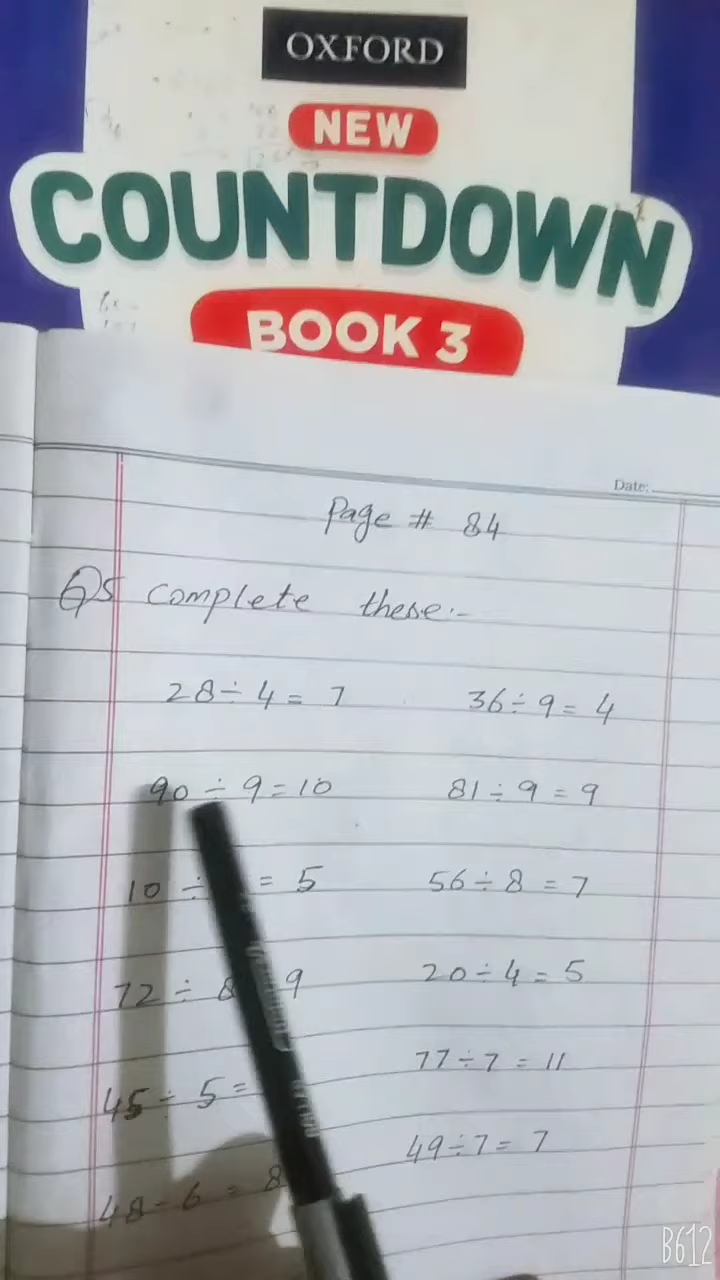 OXFORD
NEW
COUNTDOWN
BOOK 3
Date:
Page # 84
Q5 Complete these:-
28 ÷ 4 = 7 36 ÷ 9 = 4
90 ÷ 9 = 10 81 ÷ 9 = 9
10 ÷ = 5 56 ÷ 8 = 7
72 ÷ 8 9 20 ÷ 4 = 5
45 ÷ 5 = 77 ÷ 7 = 11
48 ÷ 6 = 8 49 ÷ 7 = 7
B612